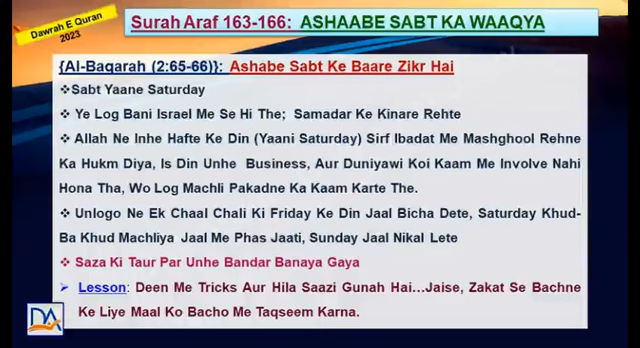 Dawrah E Quran
2023
Surah Araf 163-166: ASHAABE SABT KA WAAQYA
{Al-Baqarah (2:65-66)}: Ashabe Sabt Ke Baare Zikr Hai
❖Sabt Yaane Saturday
❖ Ye Log Bani Israel Me Se Hi The; Samadar Ke Kinare Rehte
❖ Allah Ne Inhe Hafte Ke Din (Yaani Saturday) Sirf Ibadat Me Mashghool Rehne
Ka Hukm Diya, Is Din Unhe Business, Aur Duniyawi Koi Kaam Me Involve Nahi
Hona Tha, Wo Log Machli Pakadne Ka Kaam Karte The.
❖ Unlogo Ne Ek Chaal Chali Ki Friday Ke Din Jaal Bicha Dete, Saturday Khud-
Ba Khud Machliya Jaal Me Phas Jaati, Sunday Jaal Nikal Lete
❖ Saza Ki Taur Par Unhe Bandar Banaya Gaya
➢ Lesson: Deen Me Tricks Aur Hila Saazi Gunah Hai...Jaise, Zakat Se Bachne
Ke Liye Maal Ko Bacho Me Taqseem Karna.
DA